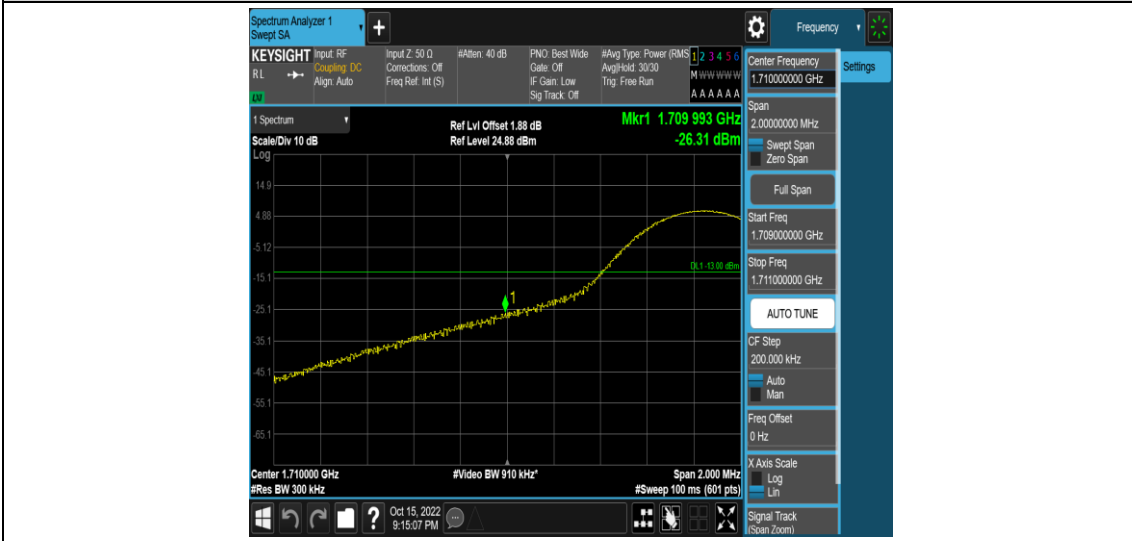 Spectrum Analyzer 1
Swept SA
+
Frequency
KEYSIGHT
RL
Input: RF
Coupling: DC
Align: Auto
Input Z: 50 Ω
Corrections: Off
Freq Ref: Int (S)
#Atten: 40 dB
PNO: Best Wide
Gate: Off
IF Gain: Low
Sig Track: Off
#Avg Type: Power (RMS
Avg|Hold: 30/30
Trig: Free Run
1 2 3 4 5 6
M W W W W W
A A A A A A
1 Spectrum
Scale/Div 10 dB
Log
Ref Lvl Offset 1.88 dB
Ref Level 24.88 dBm
Mkr1 1.709 993 GHz
-26.31 dBm
14.9
4.88
-5.12
-15.1
-25.1
-35.1
-45.1
-55.1
-65.1
DL1 -13.00 dBm
1
Center 1.710000 GHz
#Res BW 300 kHz
#Video BW 910 kHz*
Span 2.000 MHz
#Sweep 100 ms (601 pts)
Center Frequency
1.710000000 GHz
Settings
Span
2.00000000 MHz
Swept Span
Zero Span
Full Span
Start Freq
1.709000000 GHz
Stop Freq
1.711000000 GHz
AUTO TUNE
CF Step
200.000 kHz
Auto
Man
Freq Offset
0 Hz
X Axis Scale
Log
Lin
Signal Track
(Span Zoom)
?
Oct 15, 2022
9:15:07 PM